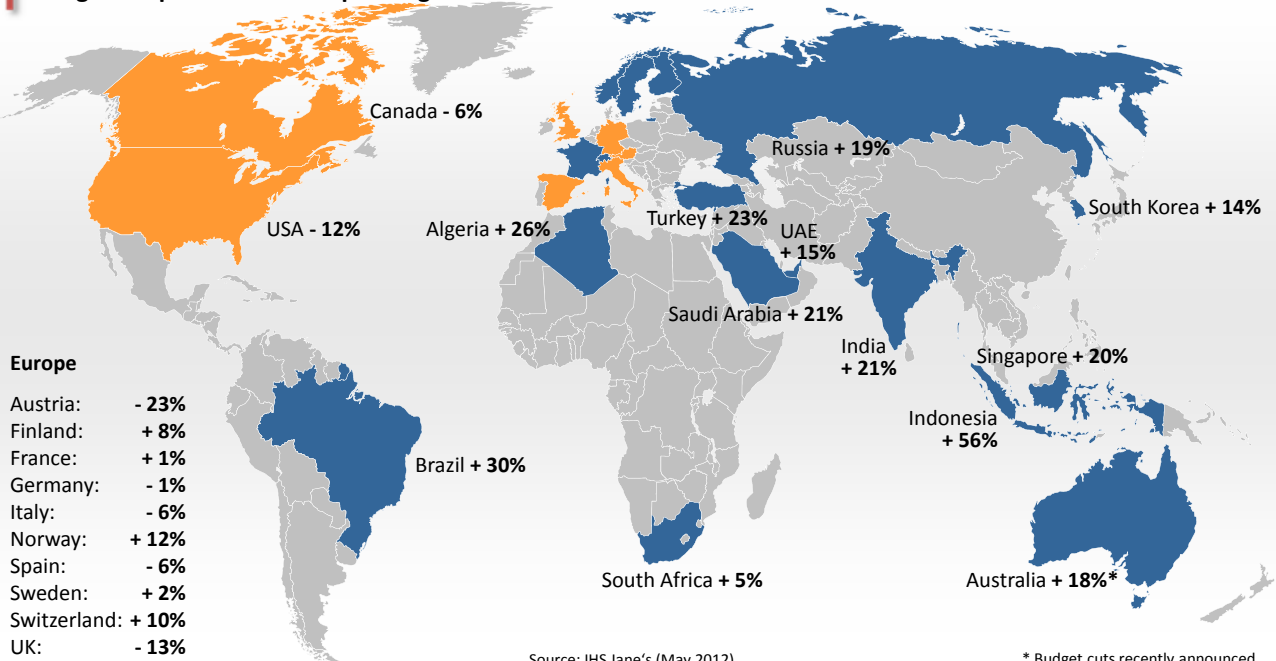 Canada - 6%
Russia + 19%
South Korea + 14%
USA - 12%
Algeria + 26%
Turkey + 23%
UAE
+ 15%
Saudi Arabia + 21%
India
+ 21%
Singapore + 20%
Indonesia
+ 56%
Brazil + 30%
South Africa + 5%
Australia + 18%*
Europe
Austria: - 23%
Finland: + 8%
France: + 1%
Germany: - 1%
Italy: - 6%
Norway: + 12%
Spain: - 6%
Sweden: + 2%
Switzerland: + 10%
UK: - 13%
Source: IHS Jane's (May 2012)
* Budget cuts recently announced